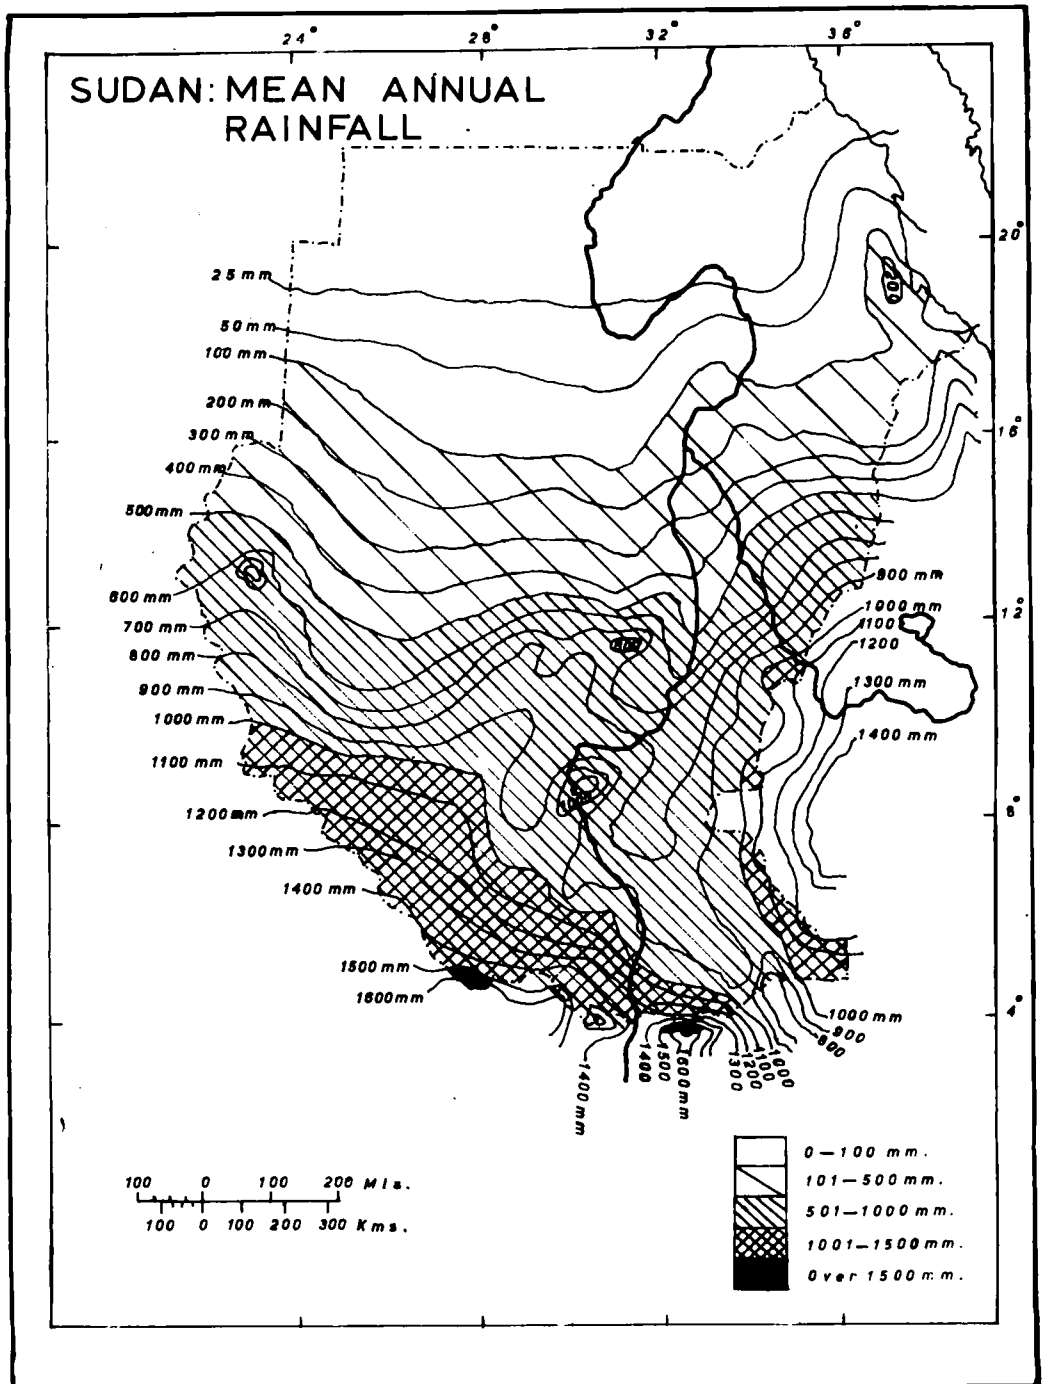 24° 28° 32° 36°
SUDAN: MEAN ANNUAL
RAINFALL
20°
25 mm
200
50 mm
100 mm
200 mm
16°
300 mm
400 mm
500 mm
900 mm
600 mm
1000 mm
12°
700 mm
1100
1200
800 mm
1300 mm
900 mm
1000 mm
1400 mm
1100 mm
1200 mm
8°
1300 mm
1400 mm
1500 mm
1600 mm
1000 mm
4°
900
800
1400 mm
1400
1500
1600 mm
1300
1200
1100
1000
0—100 mm.
101—500 mm.
501—1000 mm.
1001—1500 mm.
Over 1500 m m.
100 0 100 200 Mls.
100 0 100 200 300 Kms.